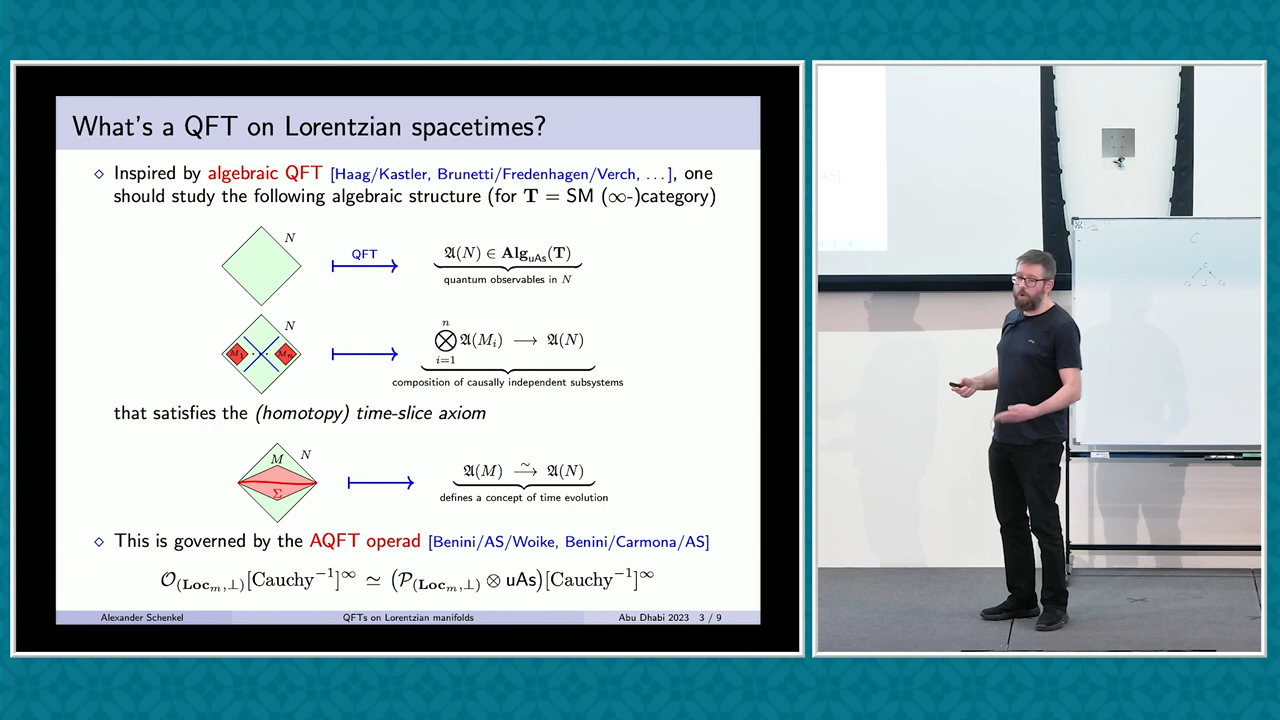 What's a QFT on Lorentzian spacetimes?
⋄ Inspired by algebraic QFT [Haag/Kastler, Brunetti/Fredenhagen/Verch, ...], one
should study the following algebraic structure (for T = SM (∞-)category)
N
QFT
𝔄(N) ∈ Alg_uAs(T)
quantum observables in N
N
M₁ · · Mₙ
n
⨂ 𝔄(Mᵢ) ⟶ 𝔄(N)
i=1
composition of causally independent subsystems
that satisfies the (homotopy) time-slice axiom
M N
Σ
𝔄(M) ∼⟶ 𝔄(N)
defines a concept of time evolution
⋄ This is governed by the AQFT operad [Benini/AS/Woike, Benini/Carmona/AS]
𝒪_(Loc_m,⊥)[Cauchy⁻¹]^∞ ≃ (𝒫_(Loc_m,⊥) ⊗ uAs)[Cauchy⁻¹]^∞
Alexander Schenkel QFTs on Lorentzian manifolds Abu Dhabi 2023 3 / 9